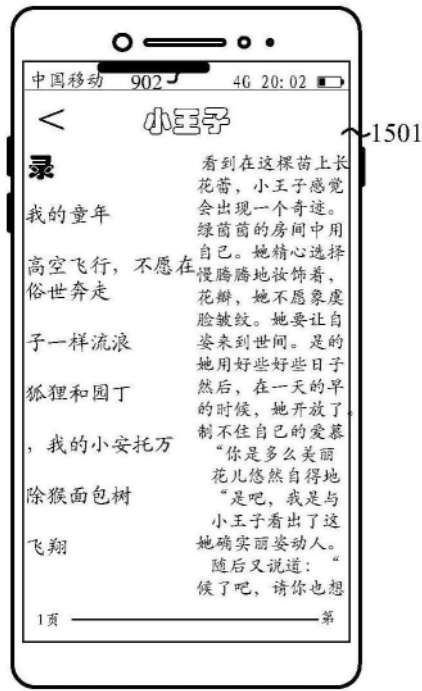 中国移动 902 4G 20:02
< 小王子
1501
录
我的童年
高空飞行，不愿在
俗世奔走
子一样流浪
狐狸和园丁
，我的小安托万
除猴面包树
飞翔
1页
看到在这棵苗上长
花蕾，小王子感觉
会出现一个奇迹。
绿茵茵的房间中用
自己。她精心选择
慢腾腾地妆饰着，
花瓣，她不愿象虞
脸皱纹。她要让自
姿来到世间。是的
她用好些好些日子
然后，在一天的早
的时候，她开放了。
制不住自己的爱慕
“你是多么美丽
花儿悠然自得地
“是吧，我是与
小王子看出了这
她确实丽姿动人。
随后又说道：“
候了吧，请你也想
第